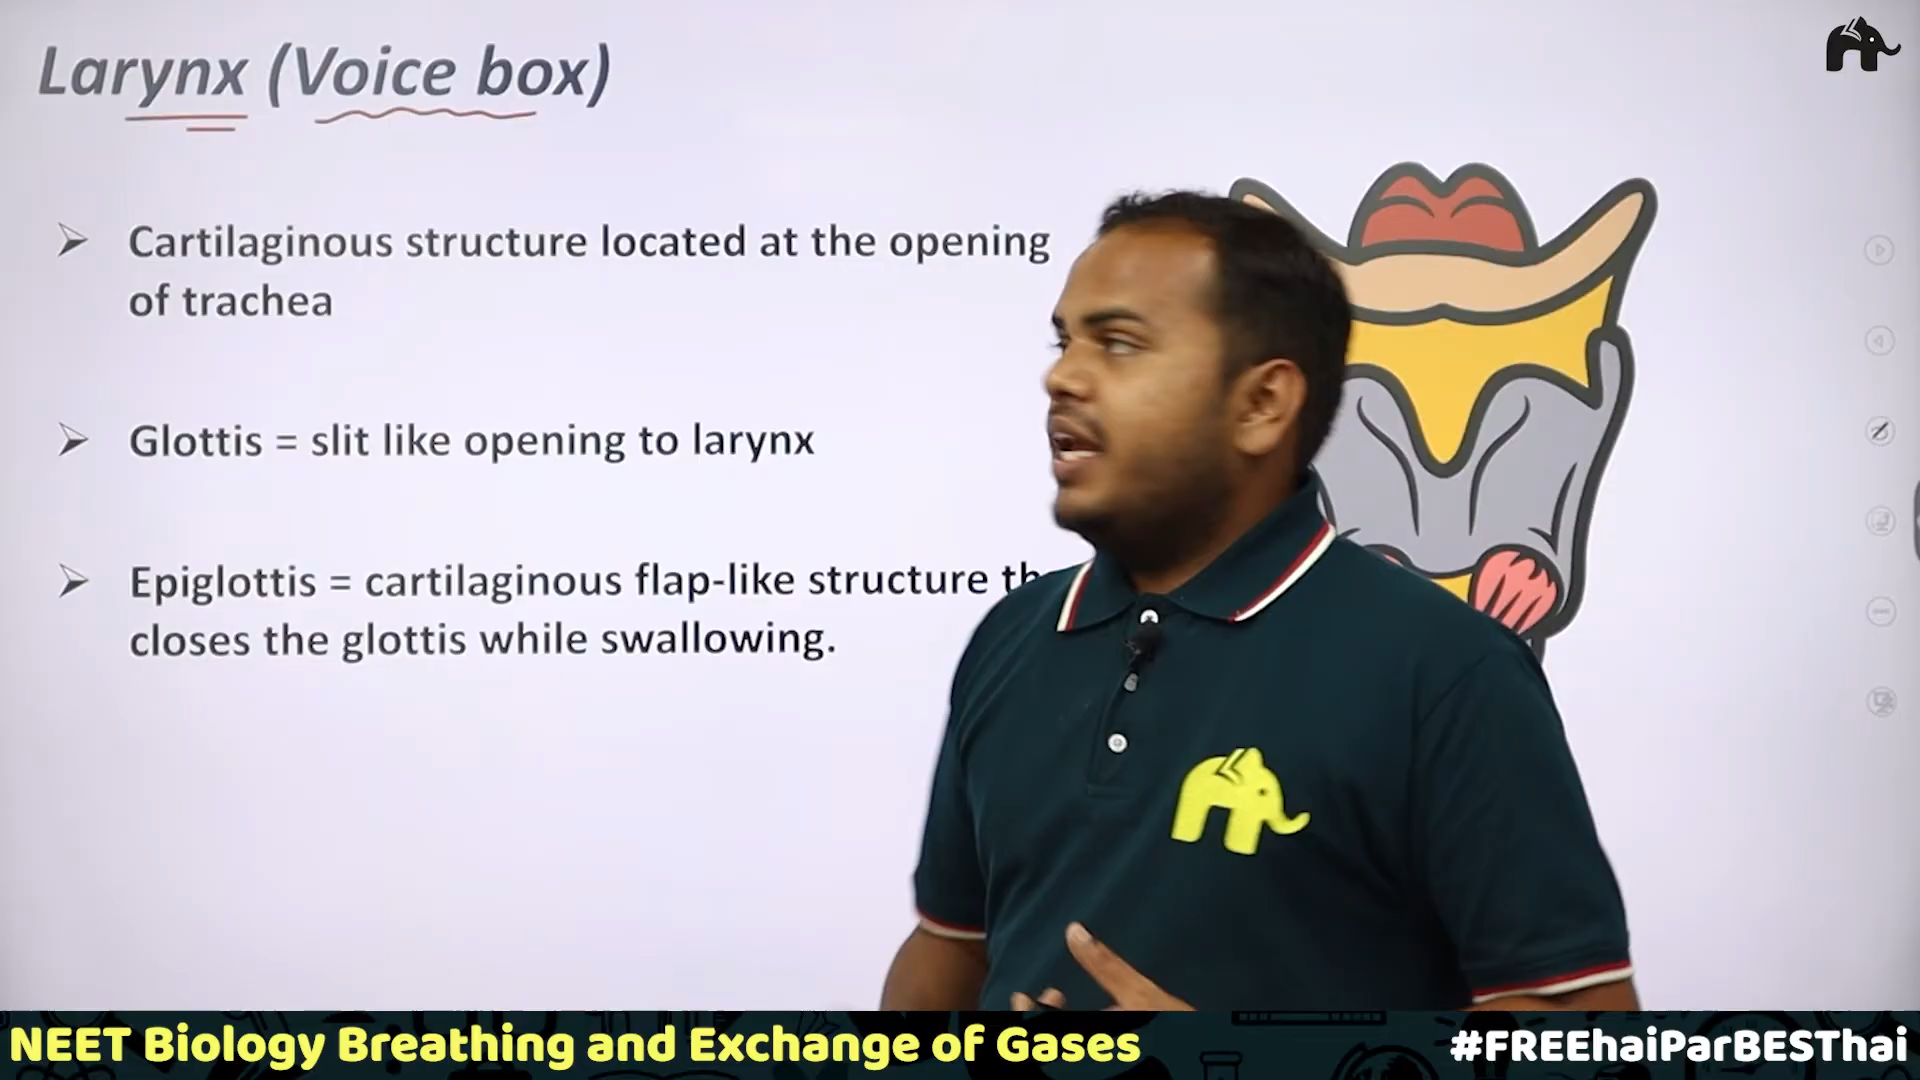 Larynx (Voice box)
Cartilaginous structure located at the opening
of trachea
Glottis = slit like opening to larynx
Epiglottis = cartilaginous flap-like structure
closes the glottis while swallowing.
NEET Biology Breathing and Exchange of Gases
#FREEhaiParBESThai